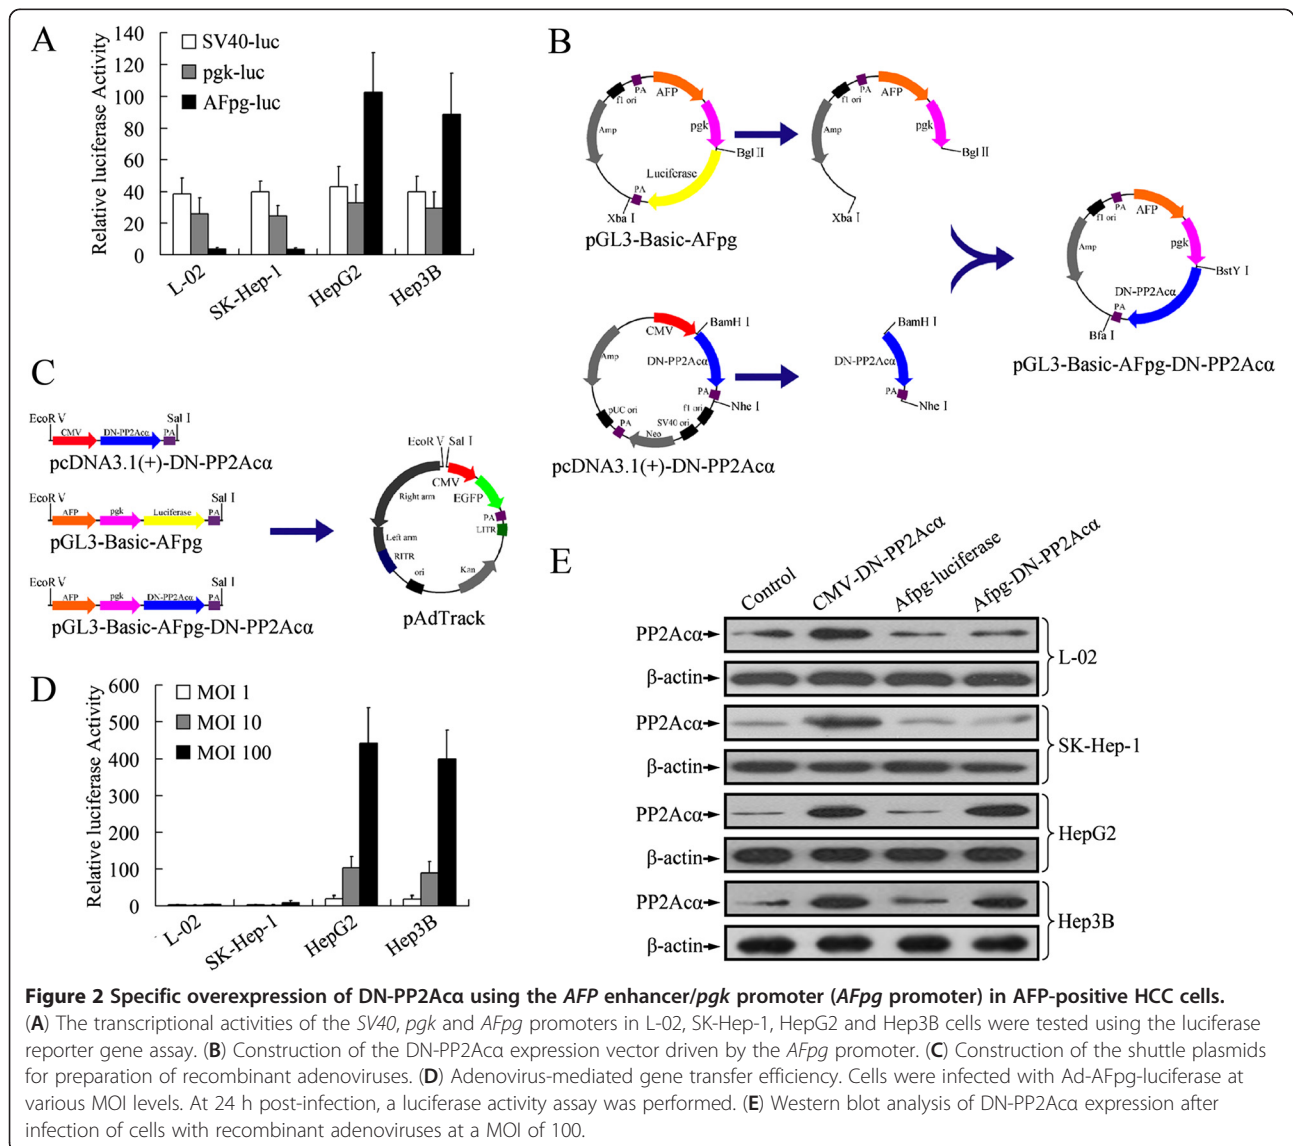 A
Relative luciferase Activity
140
120
100
80
60
40
20
0
SV40-luc
pgk-luc
AFpg-luc
L-02
SK-Hep-1
HepG2
Hep3B
B
PA
AFP
f1 ori
Amp
pgk
Bgl II
Luciferase
PA
Xba I
pGL3-Basic-AFpg
PA
AFP
f1 ori
Amp
pgk
Bgl II
Xba I
CMV
BamH I
Amp
DN-PP2Acα
PA
Nhe I
pUC ori
f1 ori
SV40 ori
PA
Neo
pcDNA3.1(+)-DN-PP2Acα
BamH I
DN-PP2Acα
PA
Nhe I
PA
AFP
f1 ori
Amp
pgk
BstY I
DN-PP2Acα
PA
Bfa I
pGL3-Basic-AFpg-DN-PP2Acα
C
EcoR V
Sal I
CMV
DN-PP2Acα
PA
pcDNA3.1(+)-DN-PP2Acα
EcoR V
Sal I
AFP
pgk
Luciferase
PA
pGL3-Basic-AFpg
EcoR V
Sal I
AFP
pgk
DN-PP2Acα
PA
pGL3-Basic-AFpg-DN-PP2Acα
EcoR V
Sal I
CMV
Right arm
EGFP
PA
LITR
Left arm
RITR
ori
Kan
pAdTrack
D
Relative luciferase Activity
600
500
400
300
200
100
0
MOI 1
MOI 10
MOI 100
L-02
SK-Hep-1
HepG2
Hep3B
E
Control
CMV-DN-PP2Acα
Afpg-luciferase
Afpg-DN-PP2Acα
PP2Acα
β-actin
L-02
PP2Acα
β-actin
SK-Hep-1
PP2Acα
β-actin
HepG2
PP2Acα
β-actin
Hep3B
Figure 2 Specific overexpression of DN-PP2Acα using the AFP enhancer/pgk promoter (AFpg promoter) in AFP-positive HCC cells.
(A) The transcriptional activities of the SV40, pgk and AFpg promoters in L-02, SK-Hep-1, HepG2 and Hep3B cells were tested using the luciferase
reporter gene assay. (B) Construction of the DN-PP2Acα expression vector driven by the AFpg promoter. (C) Construction of the shuttle plasmids
for preparation of recombinant adenoviruses. (D) Adenovirus-mediated gene transfer efficiency. Cells were infected with Ad-AFpg-luciferase at
various MOI levels. At 24 h post-infection, a luciferase activity assay was performed. (E) Western blot analysis of DN-PP2Acα expression after
infection of cells with recombinant adenoviruses at a MOI of 100.